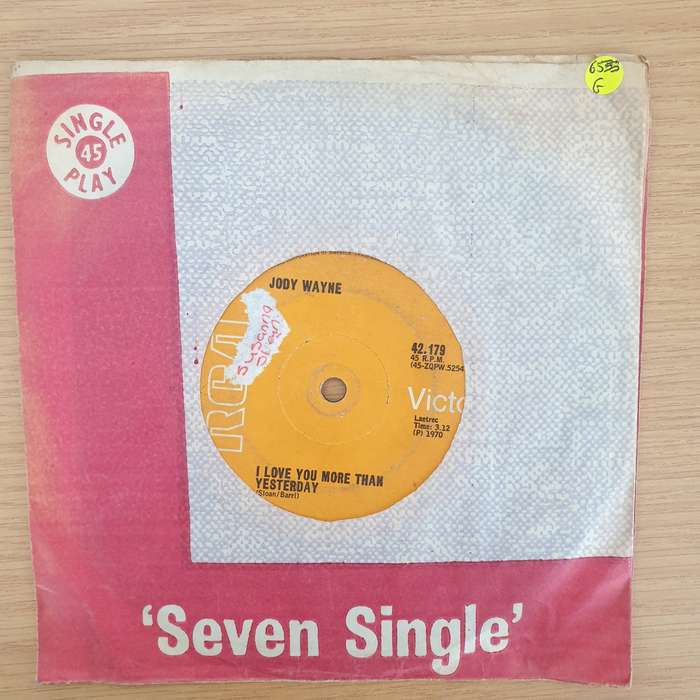 SINGLE
45
PLAY
6535
G
JODY WAYNE
RCA
42.179
45 R.P.M.
(45-ZQPW.5254
Victo
Laetrec
Time: 3.12
(P) 1970
I LOVE YOU MORE THAN
YESTERDAY
(Sloan/Barri)
'Seven Single'